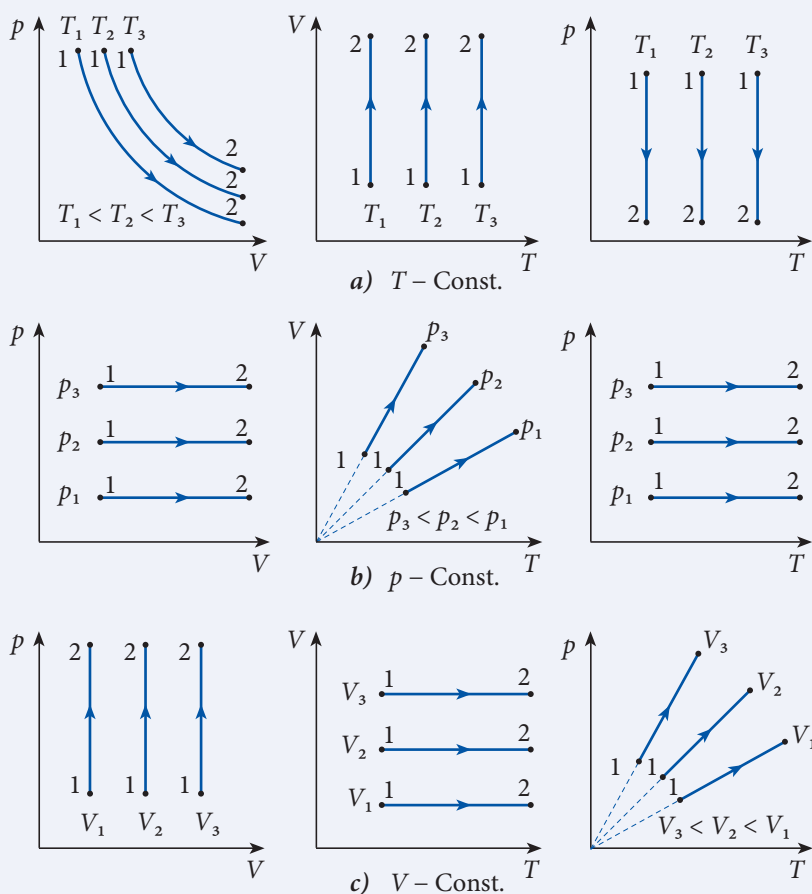 p T₁ T₂ T₃
1 1 1
2
2
2
T₁ < T₂ < T₃
V
V
2 2 2
1 1 1
T₁ T₂ T₃
T
p
T₁ T₂ T₃
1 1 1
2 2 2
T
a) T – Const.
p
p₃ 1 2
p₂ 1 2
p₁ 1 2
V
V
p₃
p₂
p₁
1 1 1
p₃ < p₂ < p₁
T
p
p₃ 1 2
p₂ 1 2
p₁ 1 2
T
b) p – Const.
p
2 2 2
1 1 1
V₁ V₂ V₃
V
V
V₃ 1 2
V₂ 1 2
V₁ 1 2
T
p
V₃
V₂
V₁
1 1 1
V₃ < V₂ < V₁
T
c) V – Const.